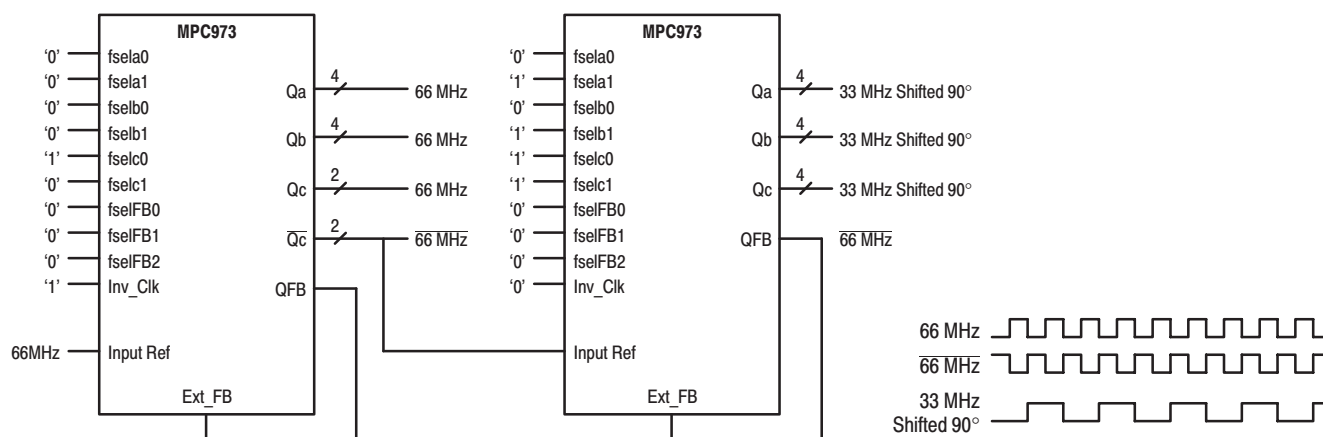 MPC973
‘0’ fsela0
‘0’ fsela1
‘0’ fselb0
‘0’ fselb1
‘1’ fselc0
‘0’ fselc1
‘0’ fselFB0
‘0’ fselFB1
‘0’ fselFB2
‘1’ Inv_Clk
66MHz Input Ref
Qa 4 66 MHz
Qb 4 66 MHz
Qc 2 66 MHz
Qc 2 66 MHz
QFB
Ext_FB
MPC973
‘0’ fsela0
‘1’ fsela1
‘0’ fselb0
‘1’ fselb1
‘1’ fselc0
‘1’ fselc1
‘0’ fselFB0
‘0’ fselFB1
‘0’ fselFB2
‘0’ Inv_Clk
Input Ref
Qa 4 33 MHz Shifted 90°
Qb 4 33 MHz Shifted 90°
Qc 4 33 MHz Shifted 90°
QFB 66 MHz
Ext_FB
66 MHz
66 MHz
33 MHz
Shifted 90°